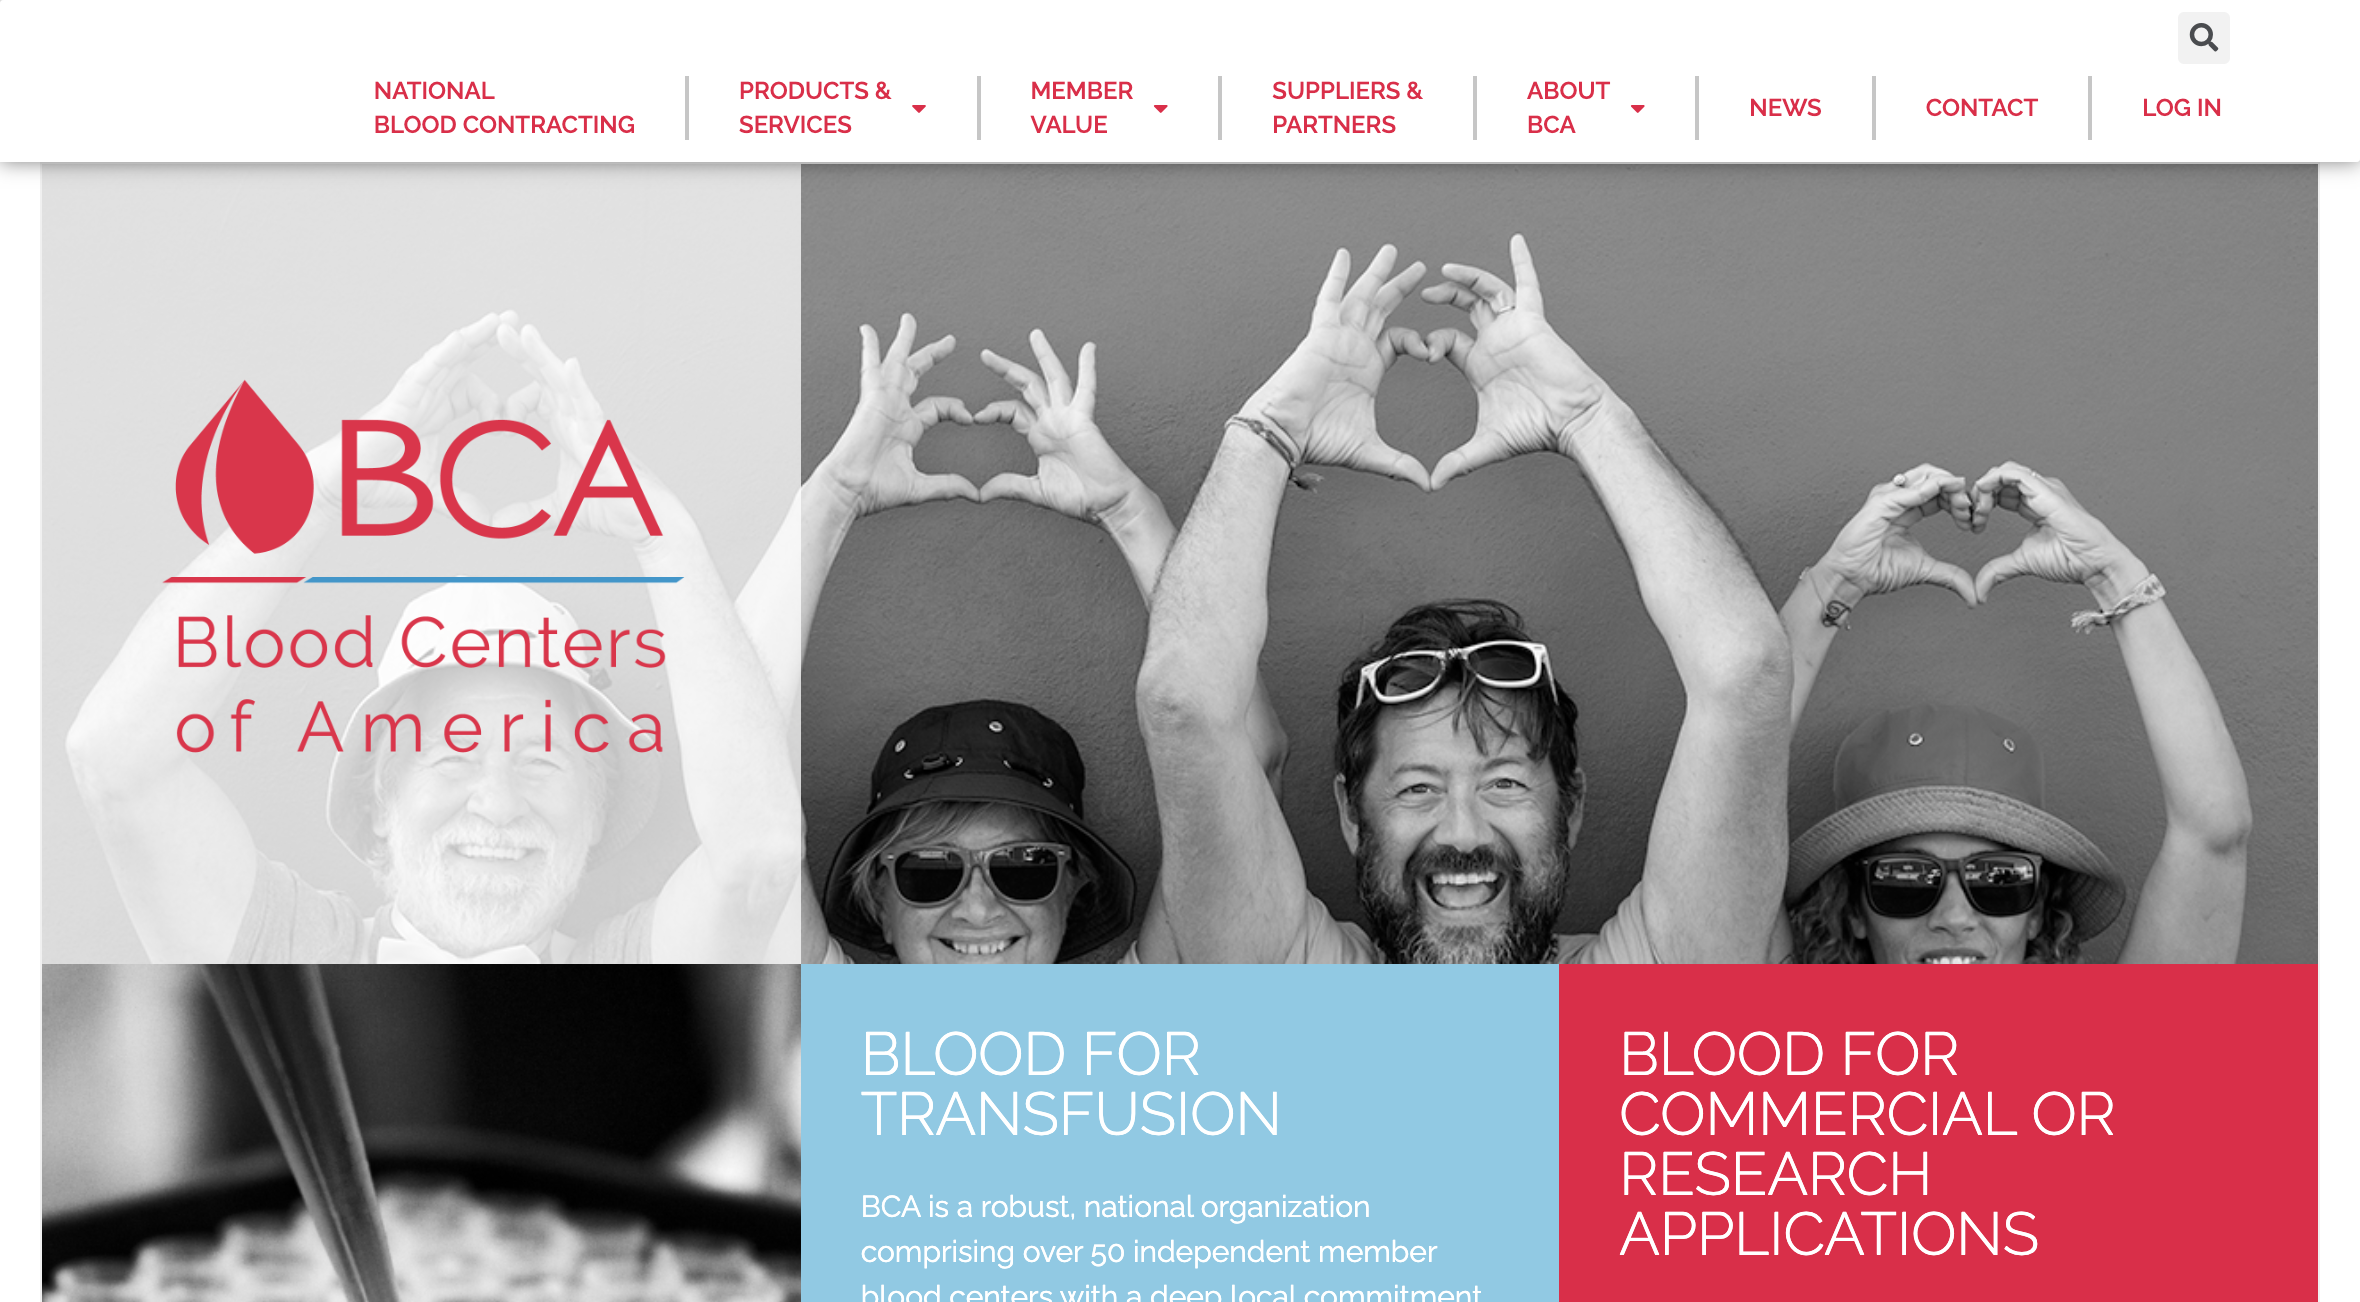 NATIONAL
BLOOD CONTRACTING
PRODUCTS &
SERVICES
MEMBER
VALUE
SUPPLIERS &
PARTNERS
ABOUT
BCA
NEWS
CONTACT
LOG IN
BCA
Blood Centers
of America
BLOOD FOR
TRANSFUSION
BCA is a robust, national organization
comprising over 50 independent member
blood centers with a deep local commitment
BLOOD FOR
COMMERCIAL OR
RESEARCH
APPLICATIONS